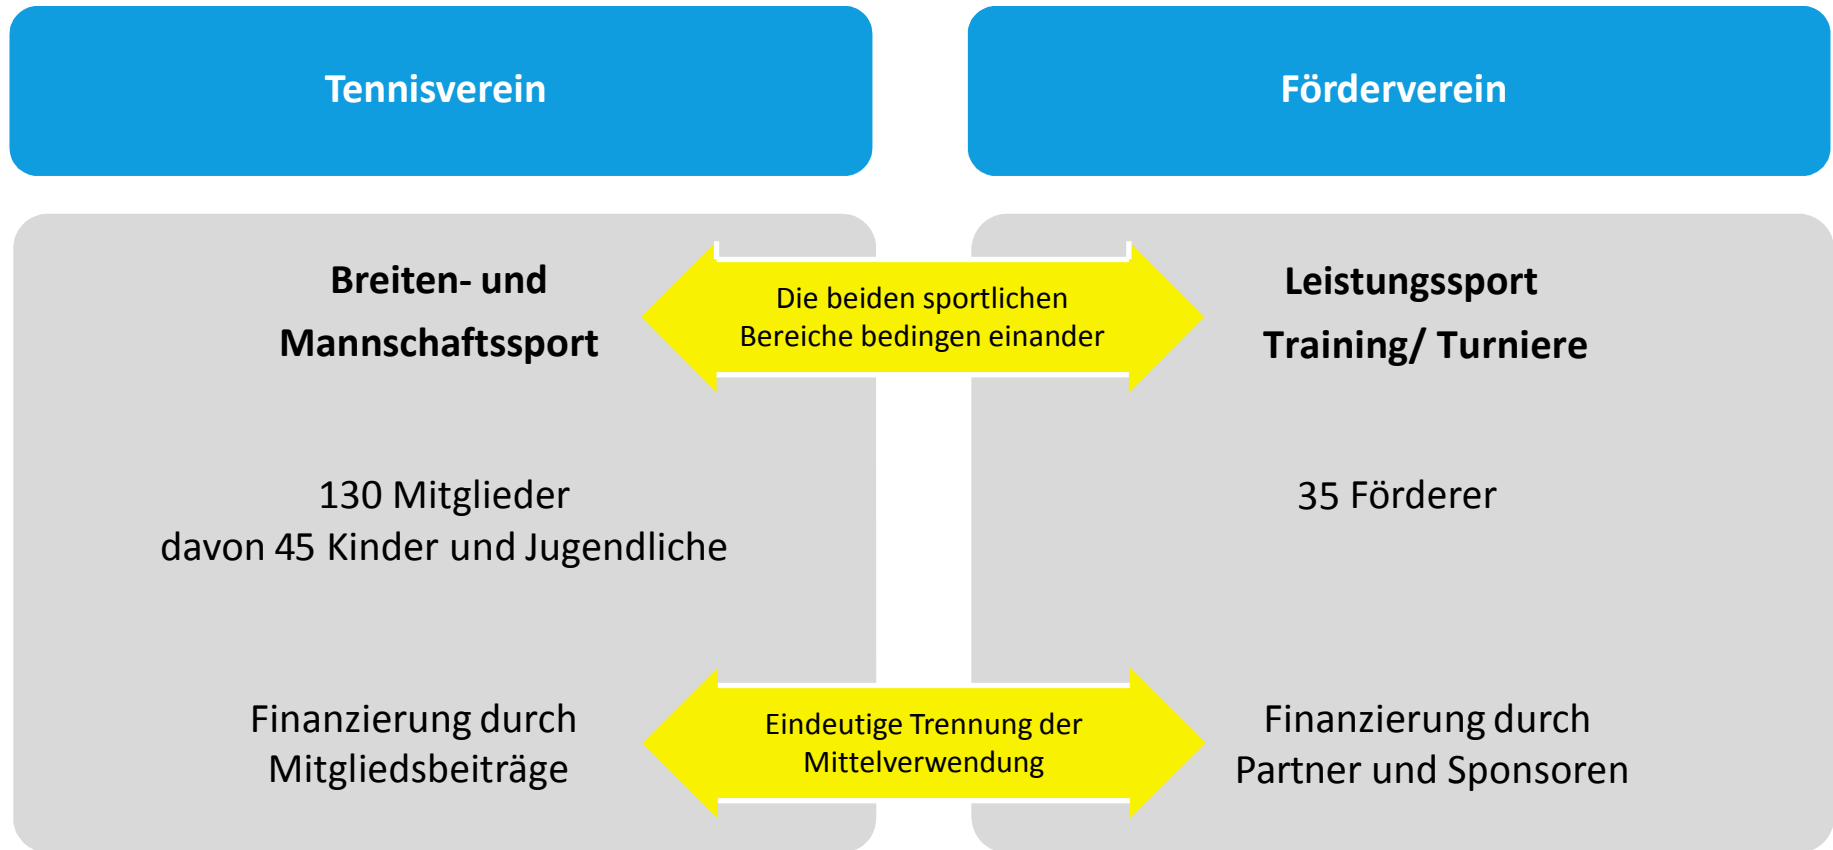 Tennisverein
Förderverein
Breiten- und
Mannschaftssport
Die beiden sportlichen
Bereiche bedingen einander
Leistungssport
Training/ Turniere
130 Mitglieder
davon 45 Kinder und Jugendliche
35 Förderer
Finanzierung durch
Mitgliedsbeiträge
Eindeutige Trennung der
Mittelverwendung
Finanzierung durch
Partner und Sponsoren